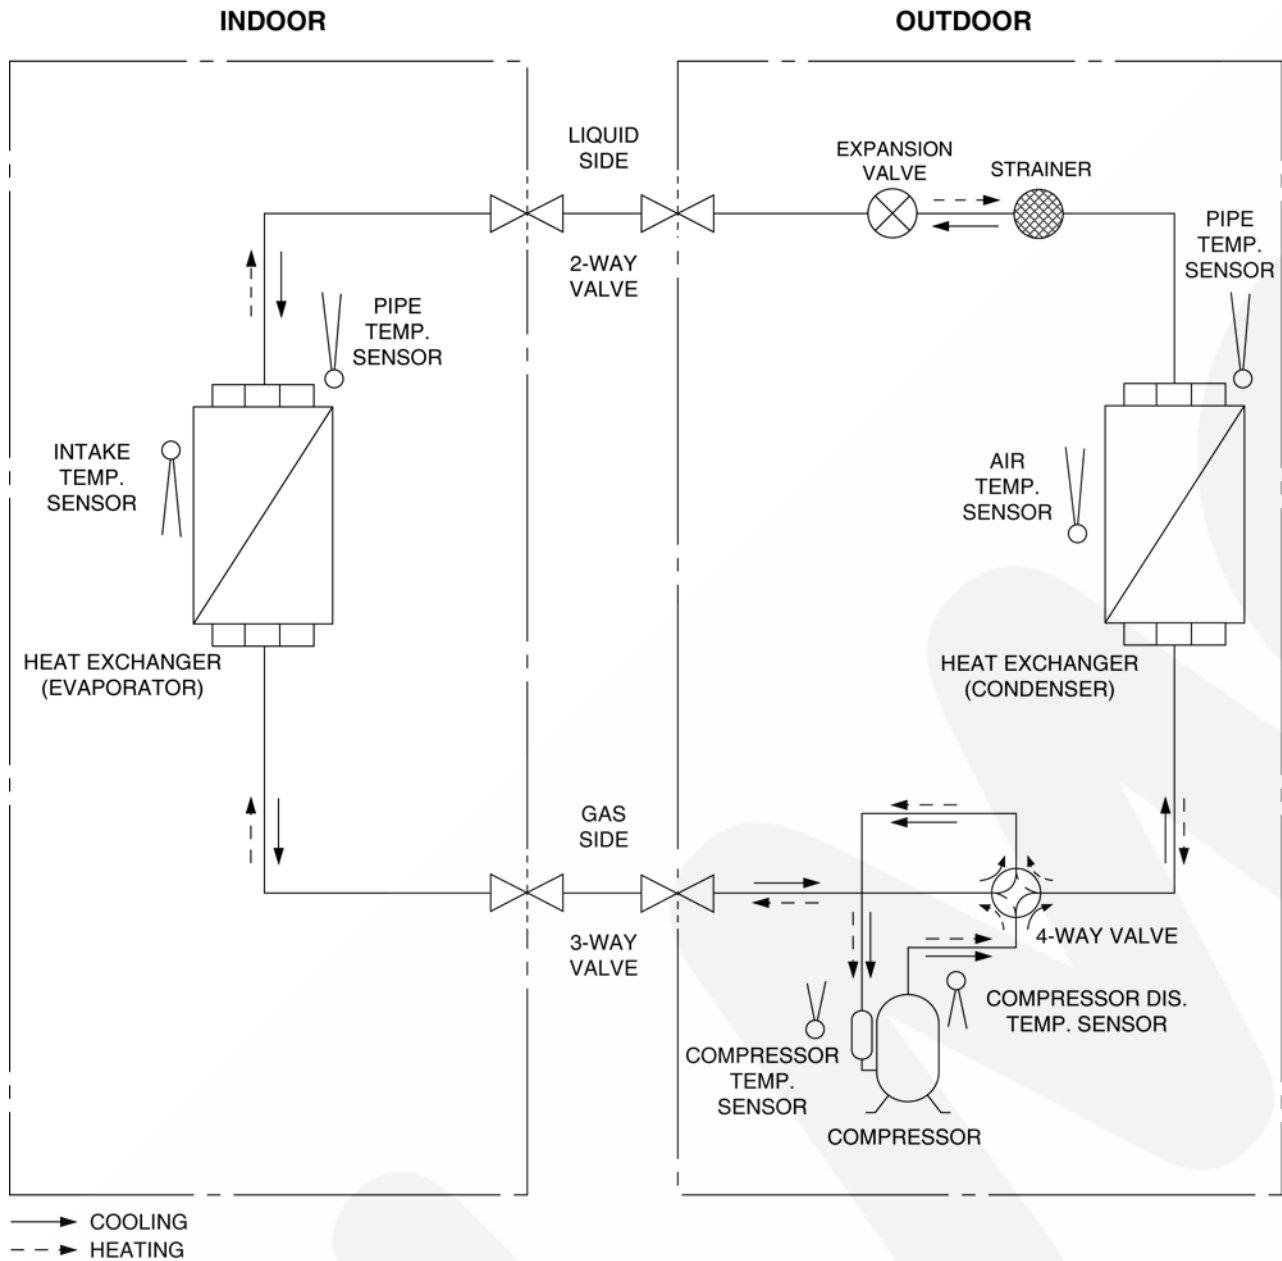 INDOOR
OUTDOOR
LIQUID
SIDE
EXPANSION
VALVE
STRAINER
PIPE
TEMP.
SENSOR
2-WAY
VALVE
PIPE
TEMP.
SENSOR
INTAKE
TEMP.
SENSOR
AIR
TEMP.
SENSOR
HEAT EXCHANGER
(EVAPORATOR)
HEAT EXCHANGER
(CONDENSER)
GAS
SIDE
3-WAY
VALVE
4-WAY VALVE
COMPRESSOR DIS.
TEMP. SENSOR
COMPRESSOR
TEMP.
SENSOR
COMPRESSOR
COOLING
HEATING